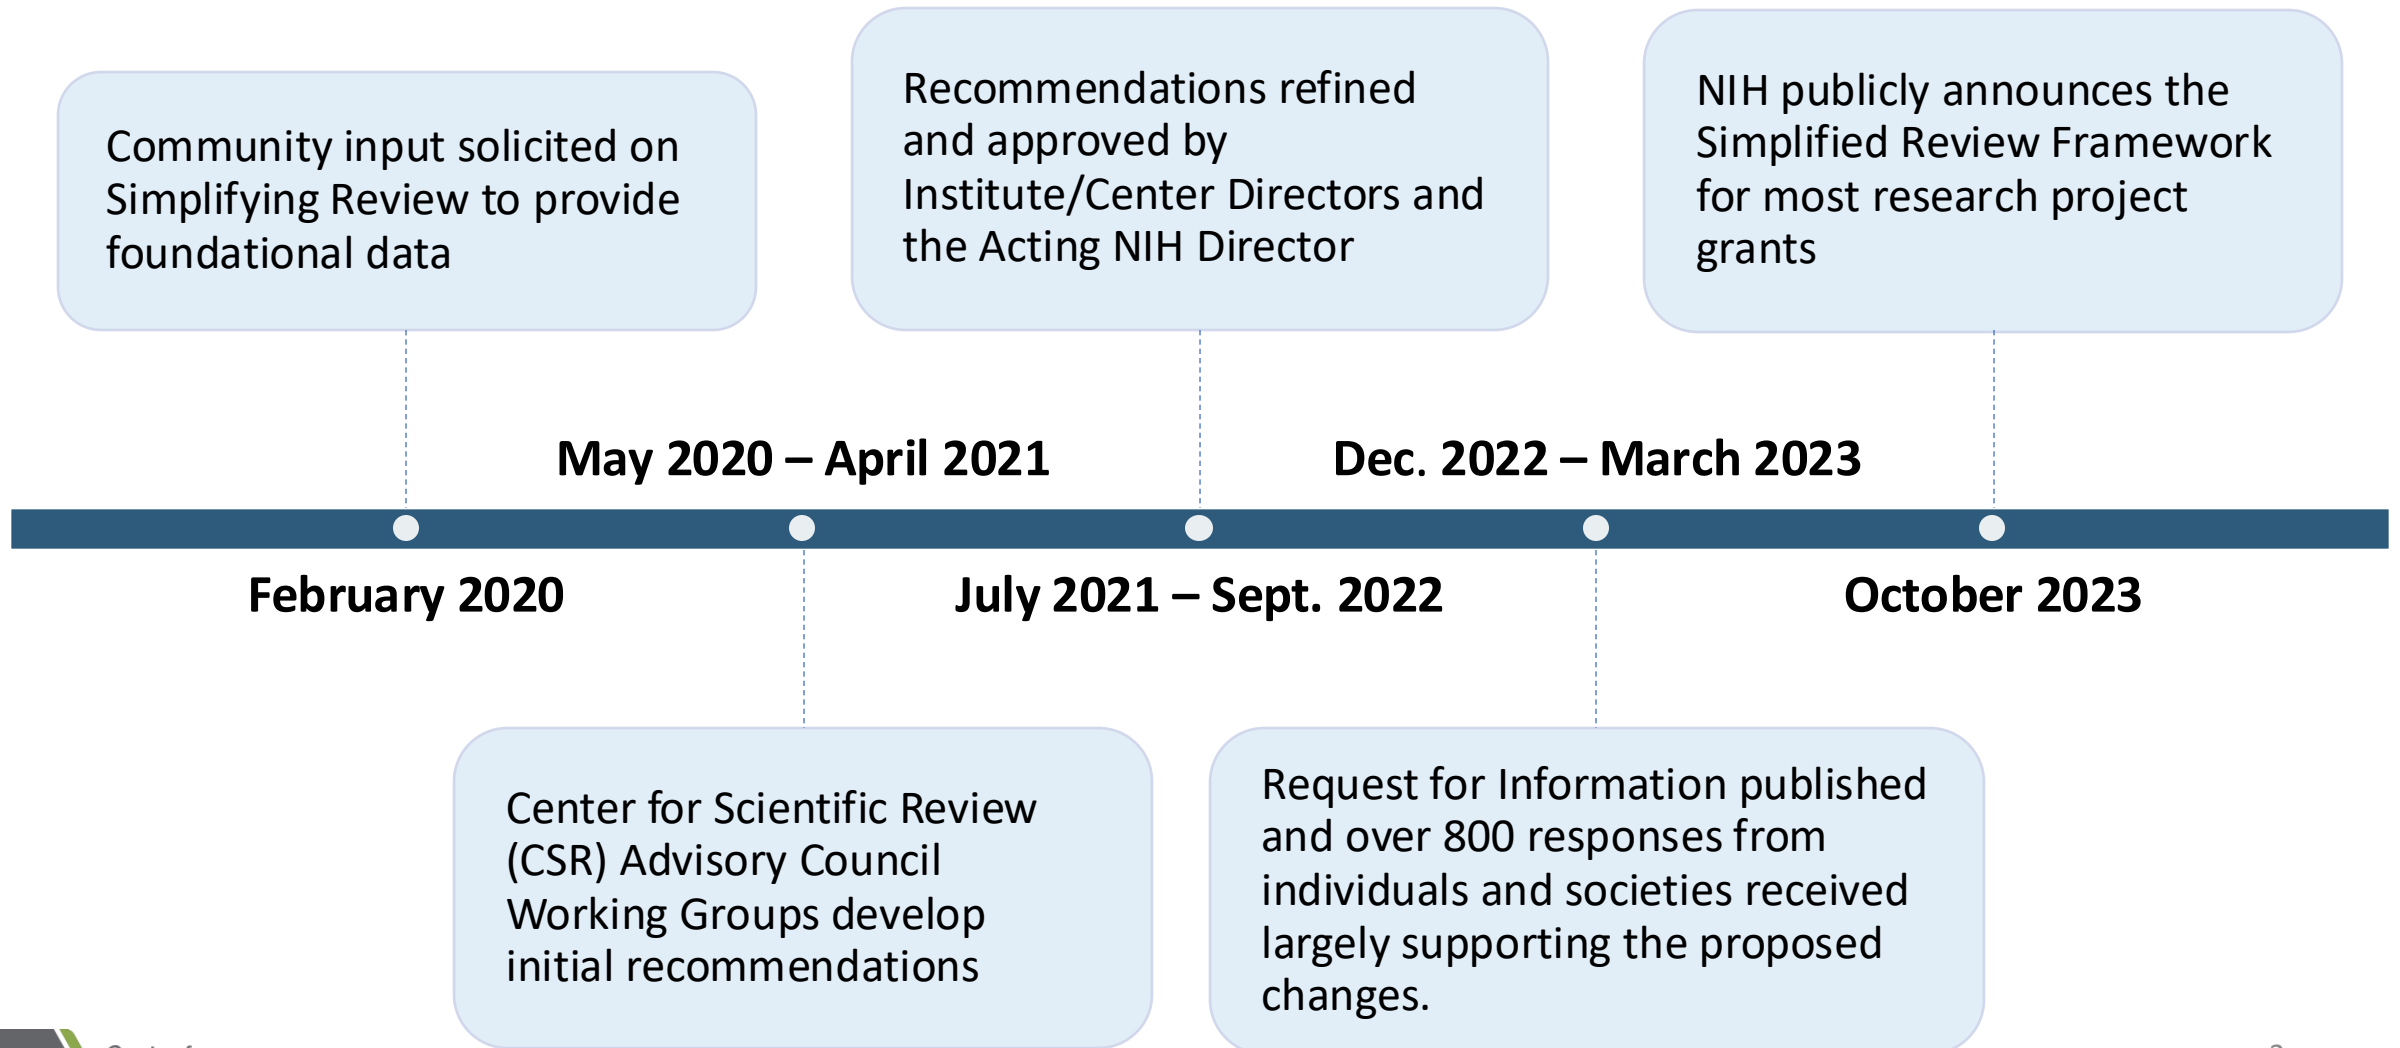 Community input solicited on
Simplifying Review to provide
foundational data
Recommendations refined
and approved by
Institute/Center Directors and
the Acting NIH Director
NIH publicly announces the
Simplified Review Framework
for most research project
grants
May 2020 – April 2021
Dec. 2022 – March 2023
February 2020
July 2021 – Sept. 2022
October 2023
Center for Scientific Review
(CSR) Advisory Council
Working Groups develop
initial recommendations
Request for Information published
and over 800 responses from
individuals and societies received
largely supporting the proposed
changes.